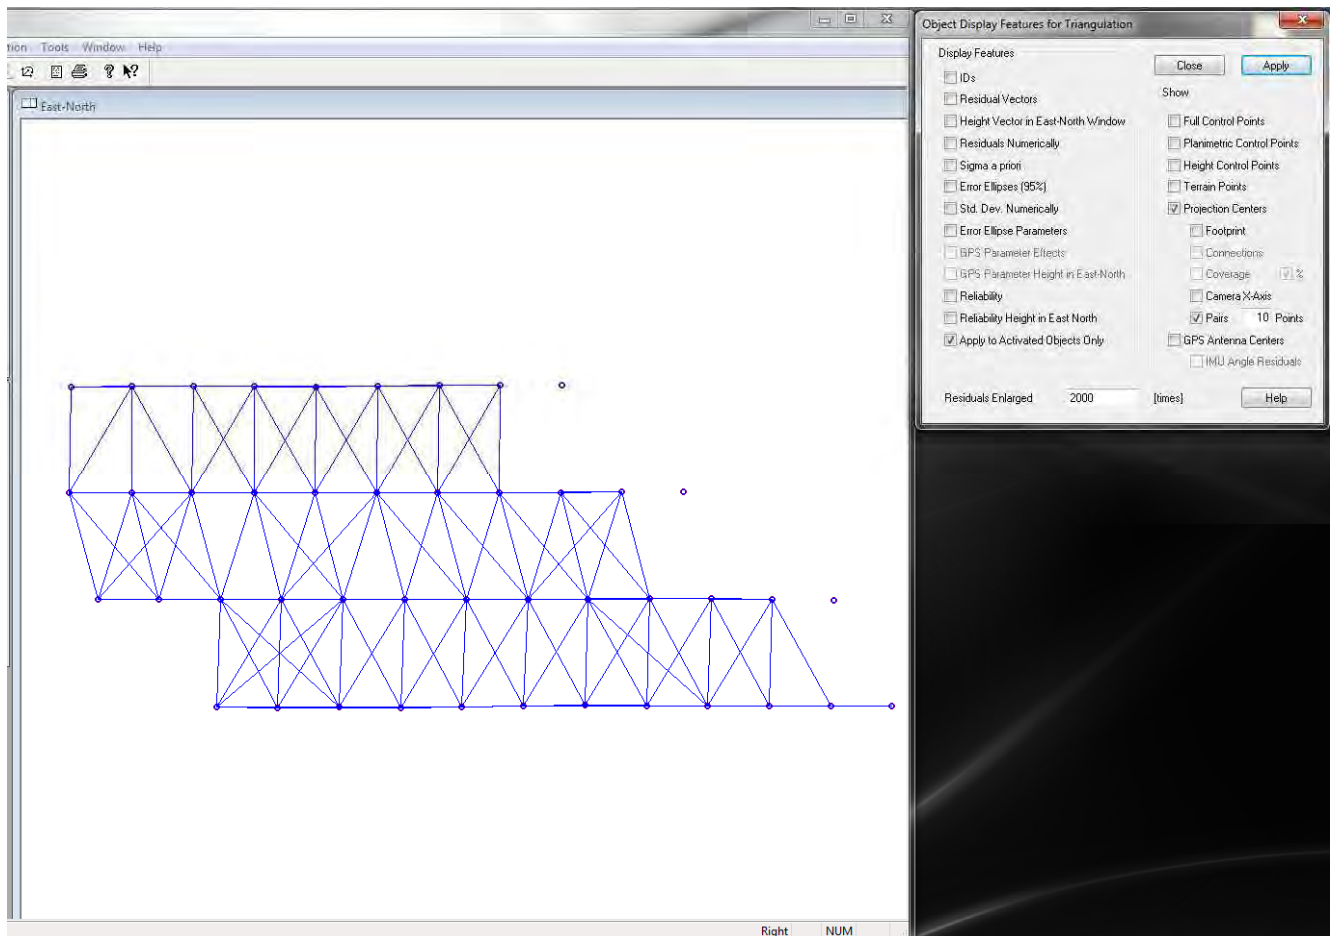 Object Display Features for Triangulation
tion Tools Window Help
East-North
Display Features
Close
Apply
IDs
Show
Residual Vectors
Height Vector in East-North Window
Full Control Points
Residuals Numerically
Planimetric Control Points
Sigma a priori
Height Control Points
Error Ellipses (95%)
Terrain Points
Std. Dev. Numerically
Projection Centers
Error Ellipse Parameters
Footprint
GPS Parameter Effects
Connections
GPS Parameter Height in East-North
Coverage %
Reliability
Camera X-Axis
Reliability Height in East North
Pairs 10 Points
Apply to Activated Objects Only
GPS Antenna Centers
IMU Angle Residuals
Residuals Enlarged 2000 [times]
Help
Right NUM